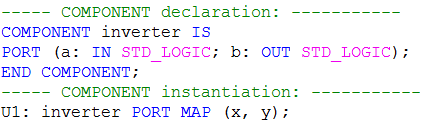 ----- COMPONENT declaration: -----------
COMPONENT inverter IS
PORT (a: IN STD_LOGIC; b: OUT STD_LOGIC);
END COMPONENT;
----- COMPONENT instantiation: -----------
U1: inverter PORT MAP (x, y);